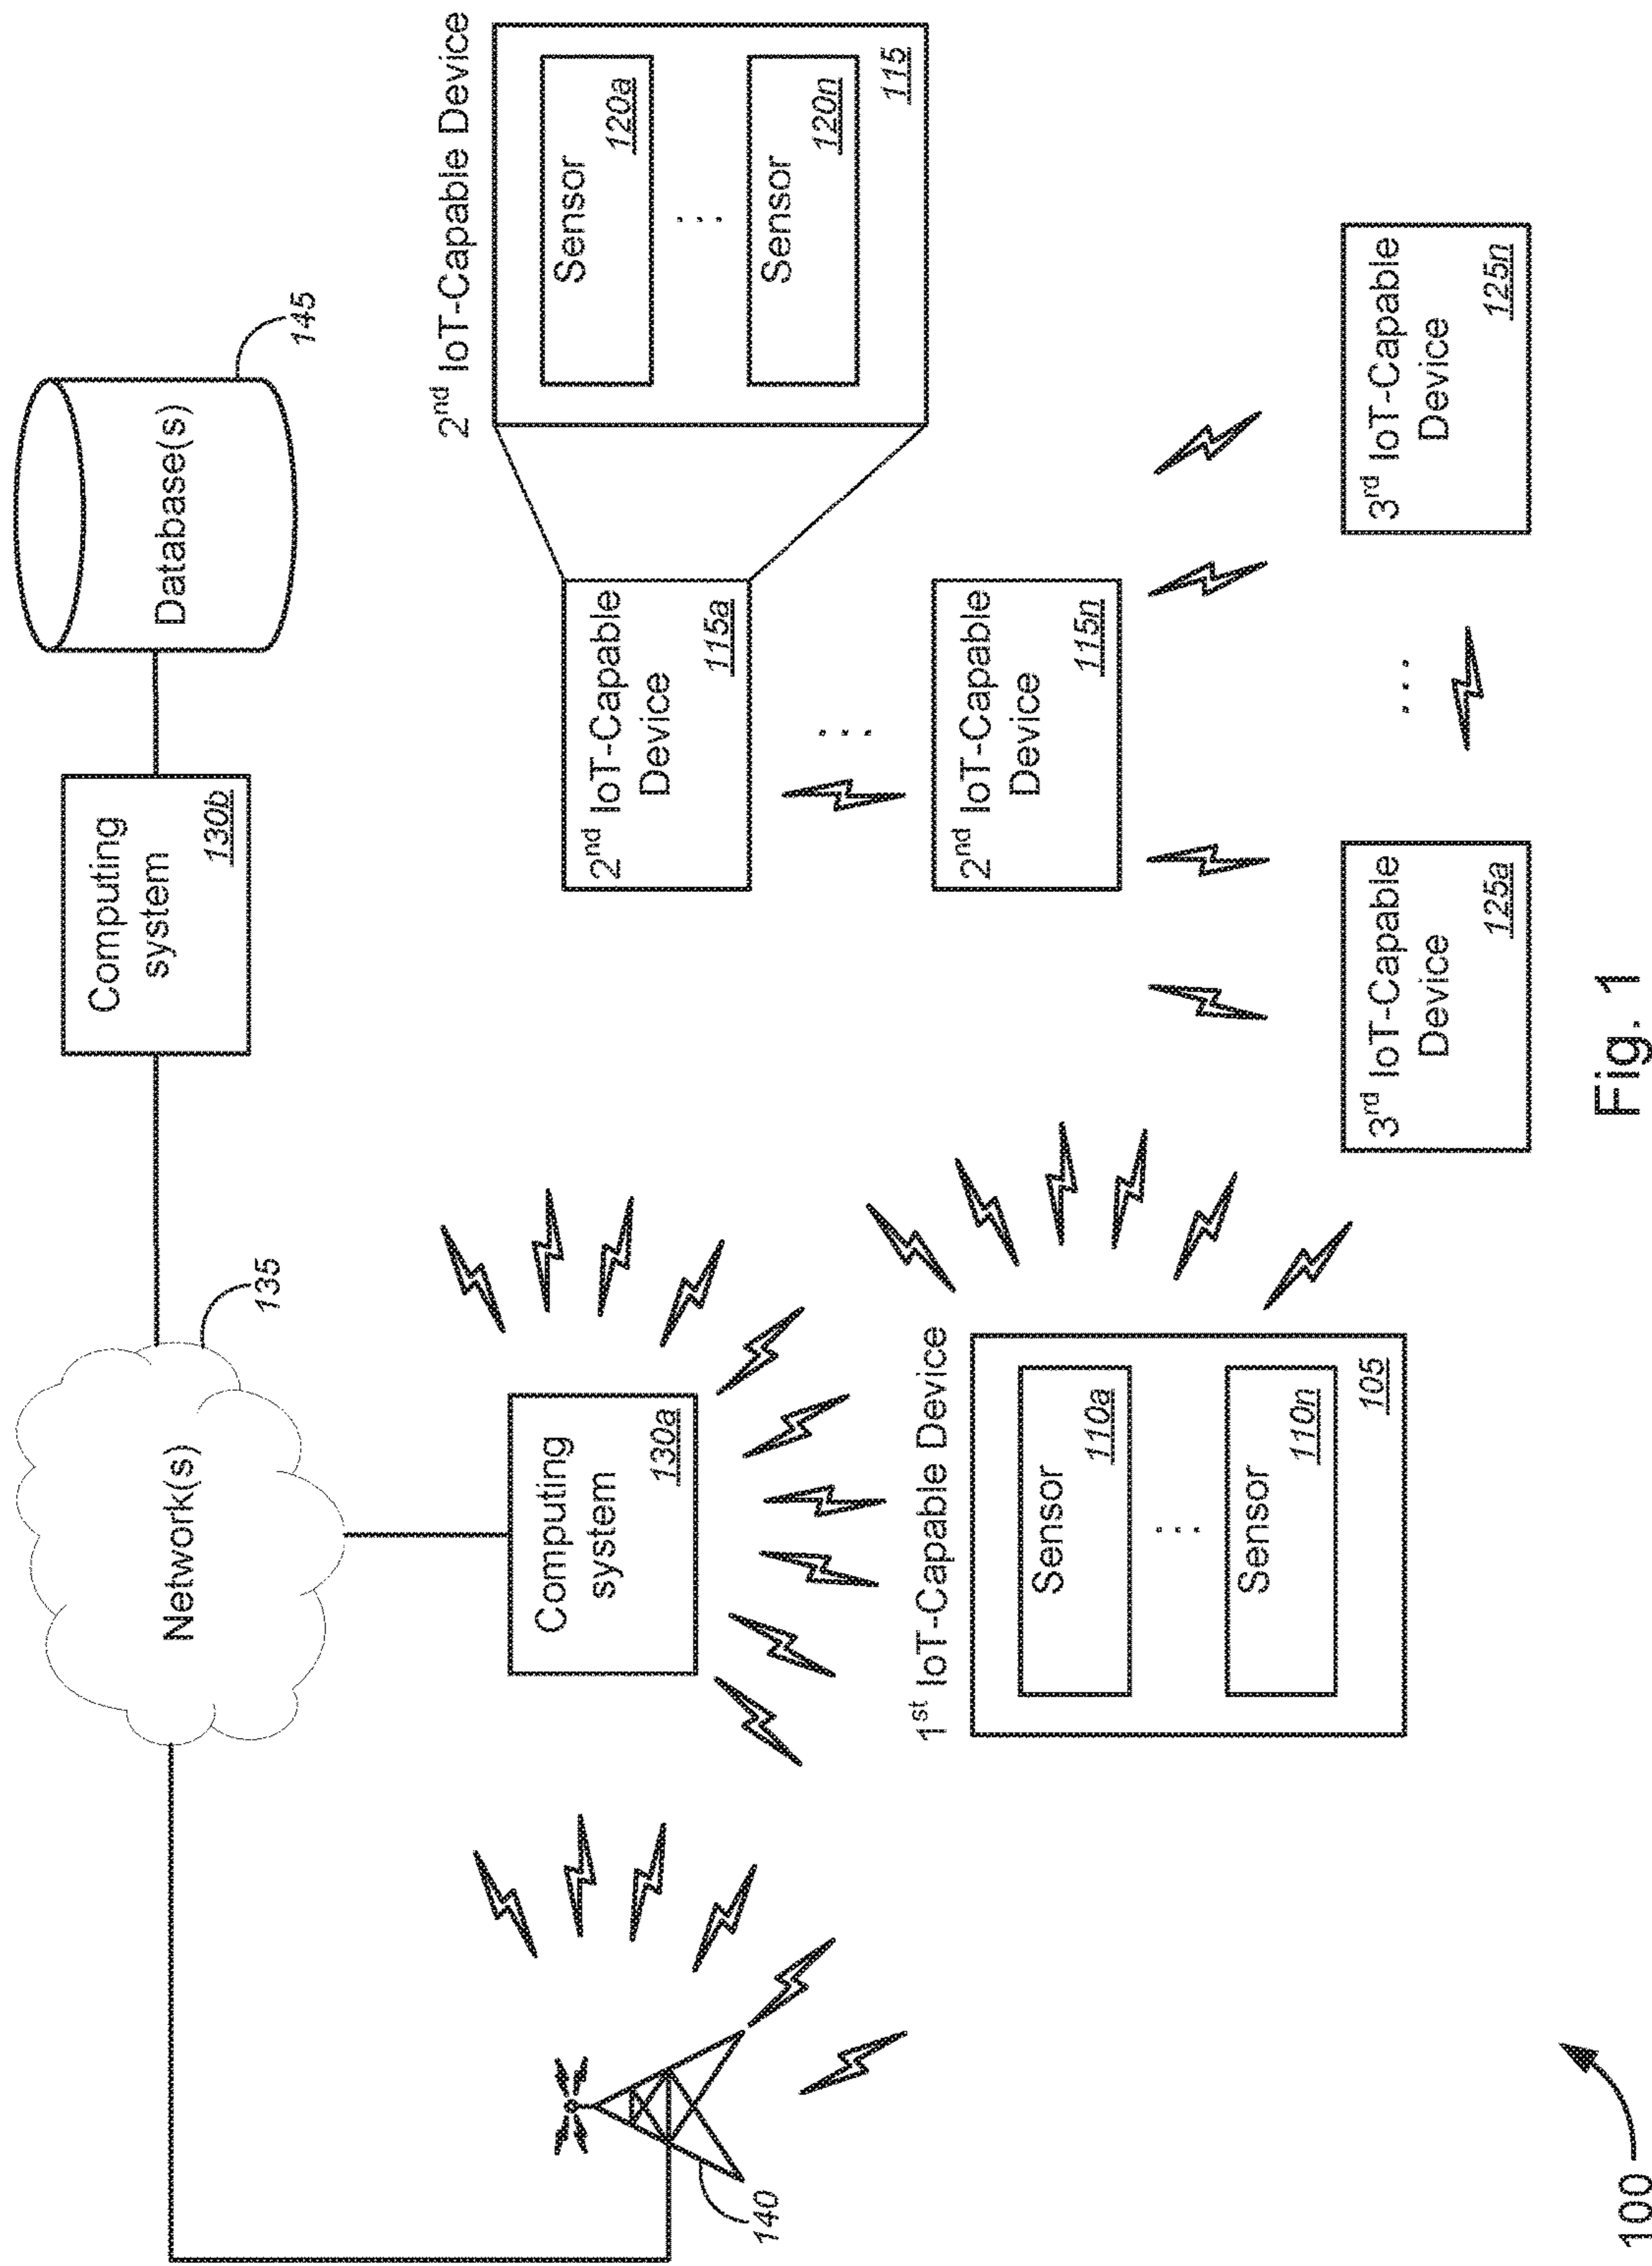 Network(s)
135
Computing
system
130b
Database(s)
145
140
Computing
system
130a
2nd IoT-Capable Device
Sensor
120a
...
Sensor
120n
115
2nd IoT-Capable
Device
115a
...
2nd IoT-Capable
Device
115n
1st IoT-Capable Device
Sensor
110a
...
Sensor
110n
105
3rd IoT-Capable
Device
125a
...
3rd IoT-Capable
Device
125n
100
Fig. 1